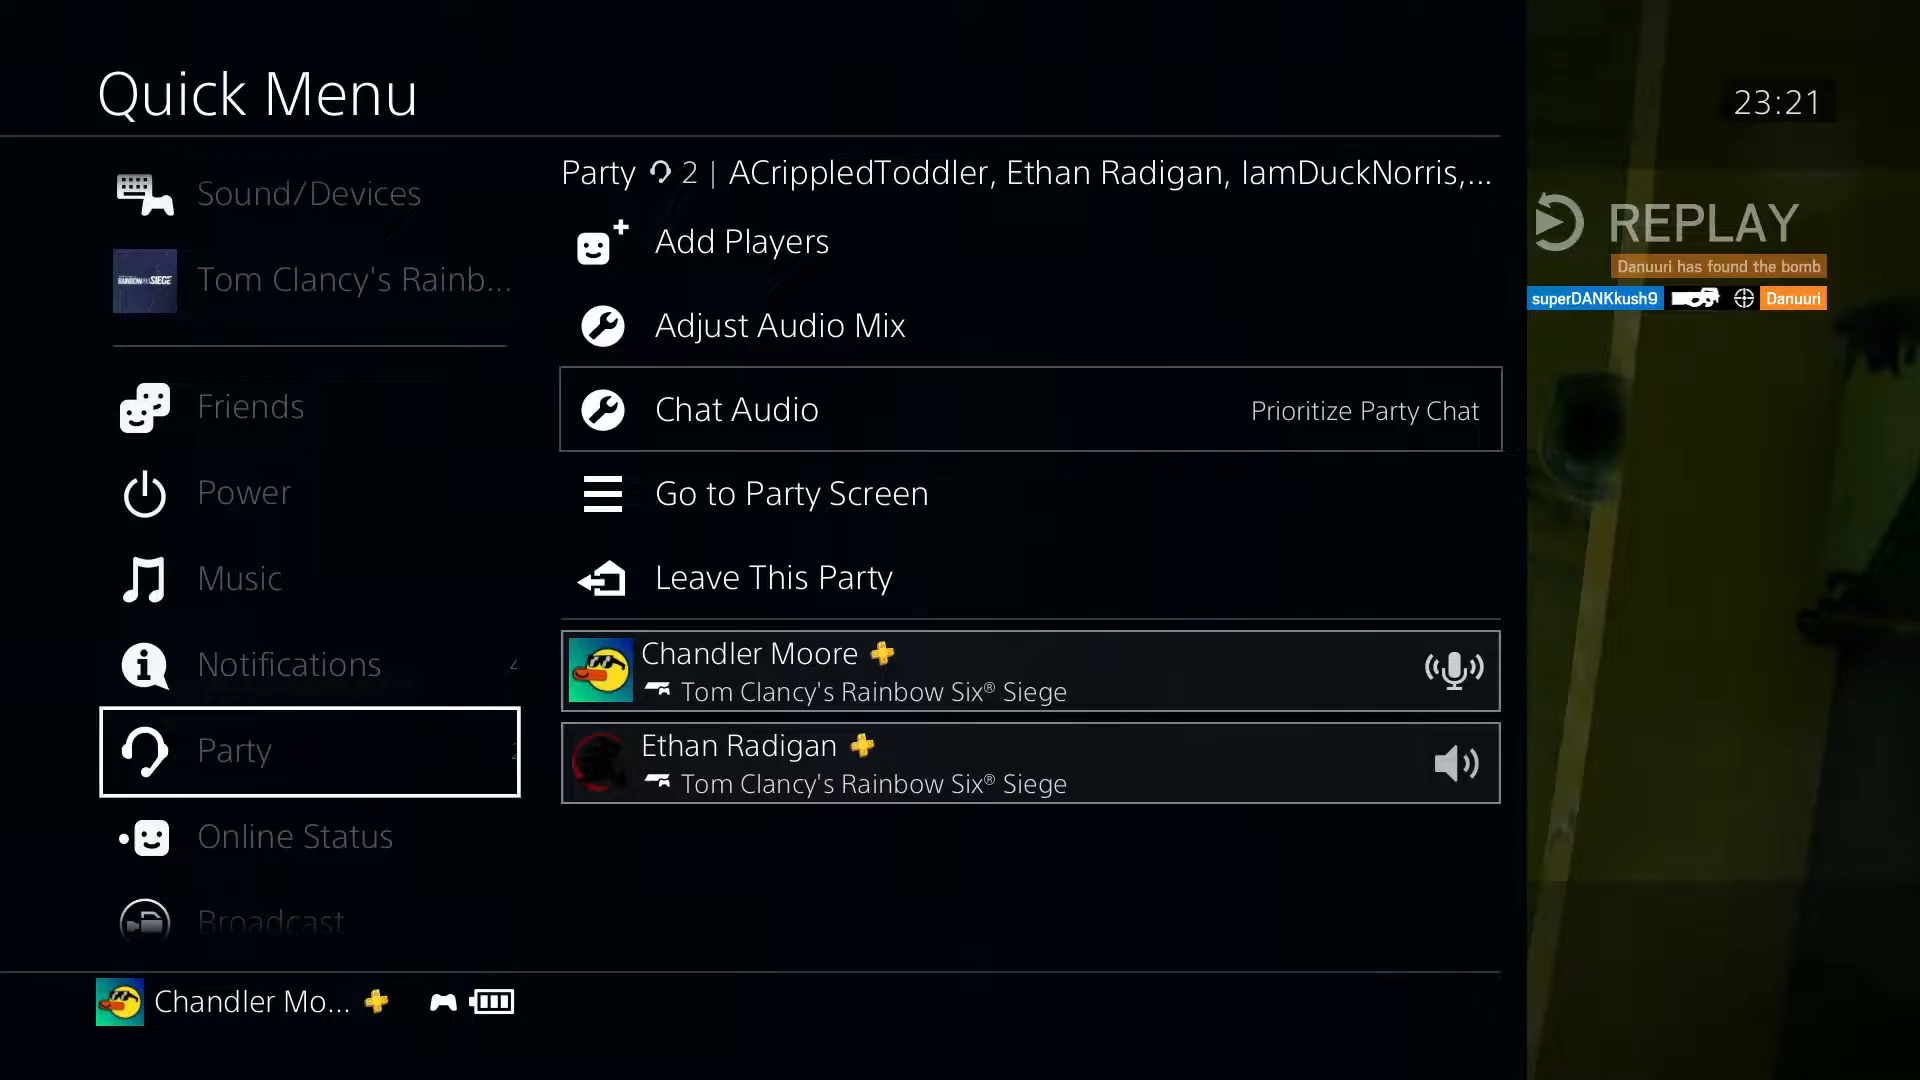 Quick Menu
23:21
Sound/Devices
Tom Clancy's Rainb...
Friends
Power
Music
Notifications
Party
Online Status
Broadcast
Party 2 | ACrippledToddler, Ethan Radigan, IamDuckNorris,...
Add Players
Adjust Audio Mix
Chat Audio Prioritize Party Chat
Go to Party Screen
Leave This Party
Chandler Moore
Tom Clancy's Rainbow Six® Siege
Ethan Radigan
Tom Clancy's Rainbow Six® Siege
REPLAY
Danuuri has found the bomb
superDANKkush9 Danuuri
Chandler Mo...